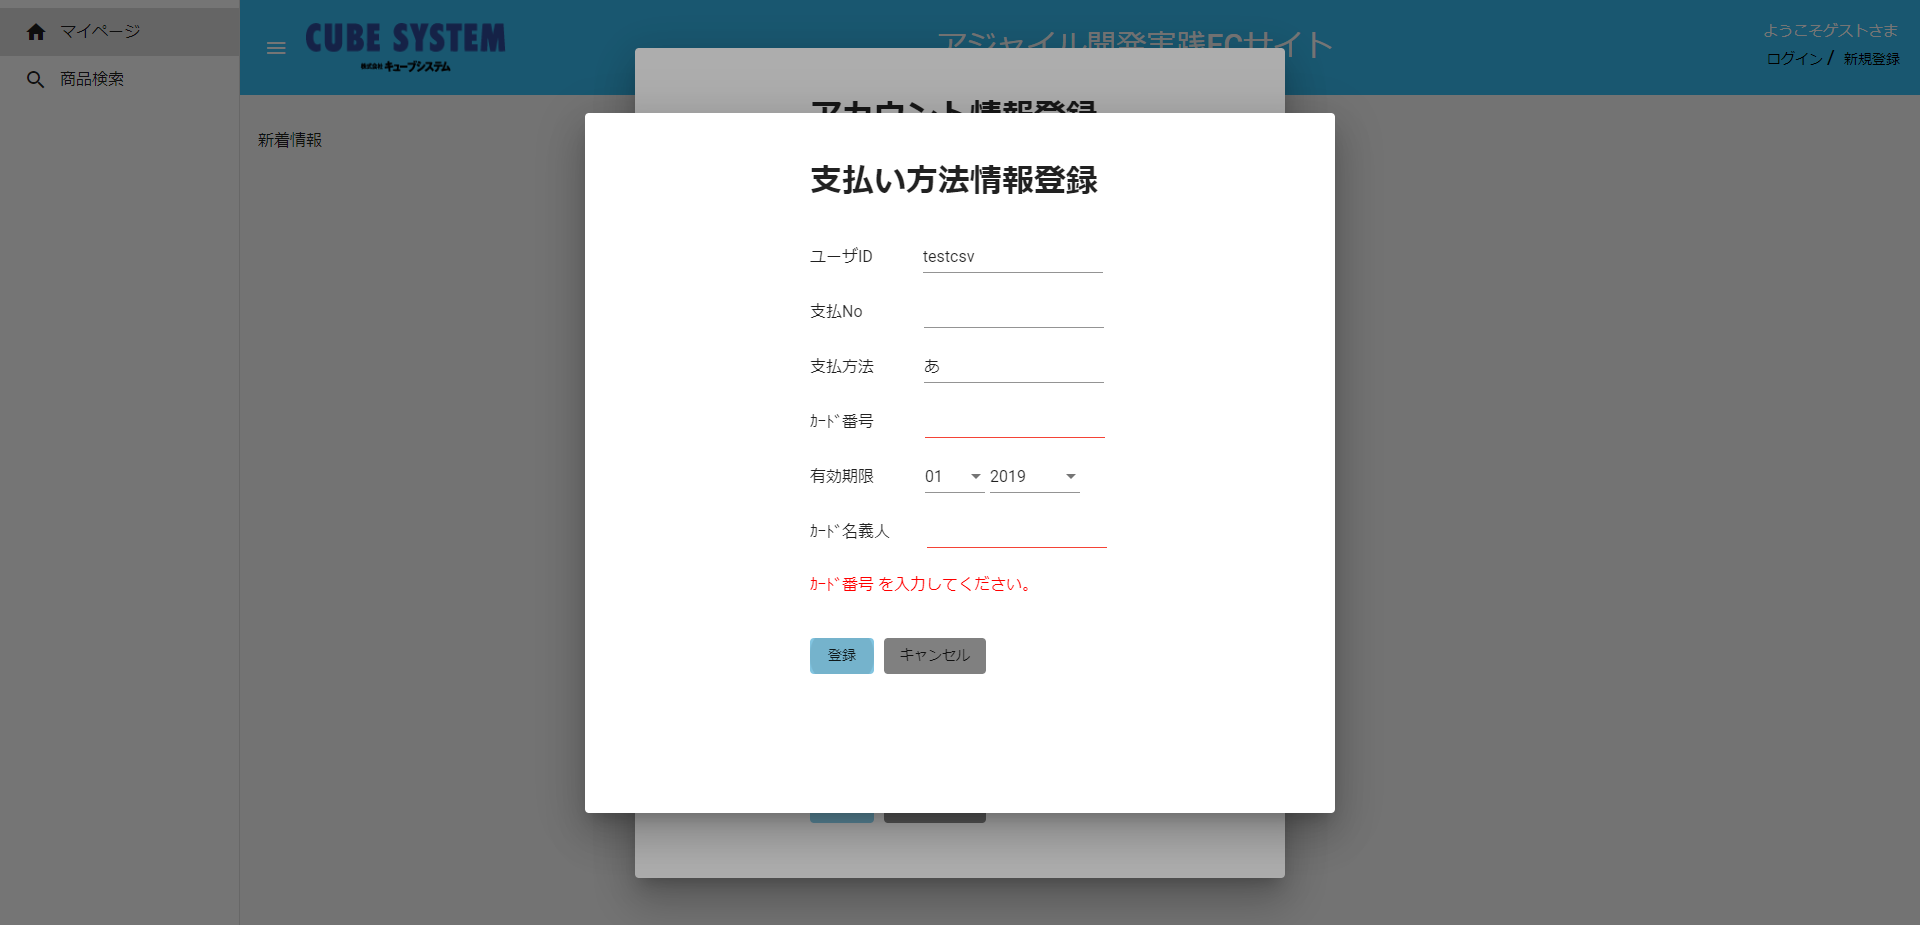 マイページ
商品検索
CUBE SYSTEM
株式会社 キューブシステム
アジャイル開発実践ECサイト
ようこそゲストさま
ログイン / 新規登録
新着情報
アカウント情報登録
支払い方法情報登録
ユーザID testcsv
支払No
支払方法 あ
ｶｰﾄﾞ番号
有効期限 01 2019
ｶｰﾄﾞ名義人
ｶｰﾄﾞ番号 を入力してください。
登録 キャンセル